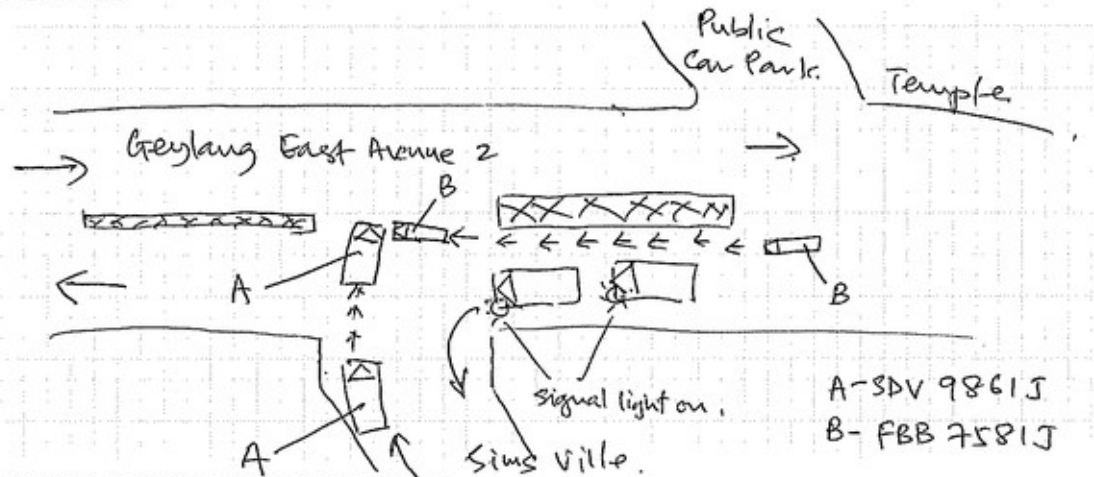 Public
Car Park.
Temple
Geylang East Avenue 2
B
A
B
A
signal light on.
Sims Ville.
A-SDV 9861J
B- FBB 7581J